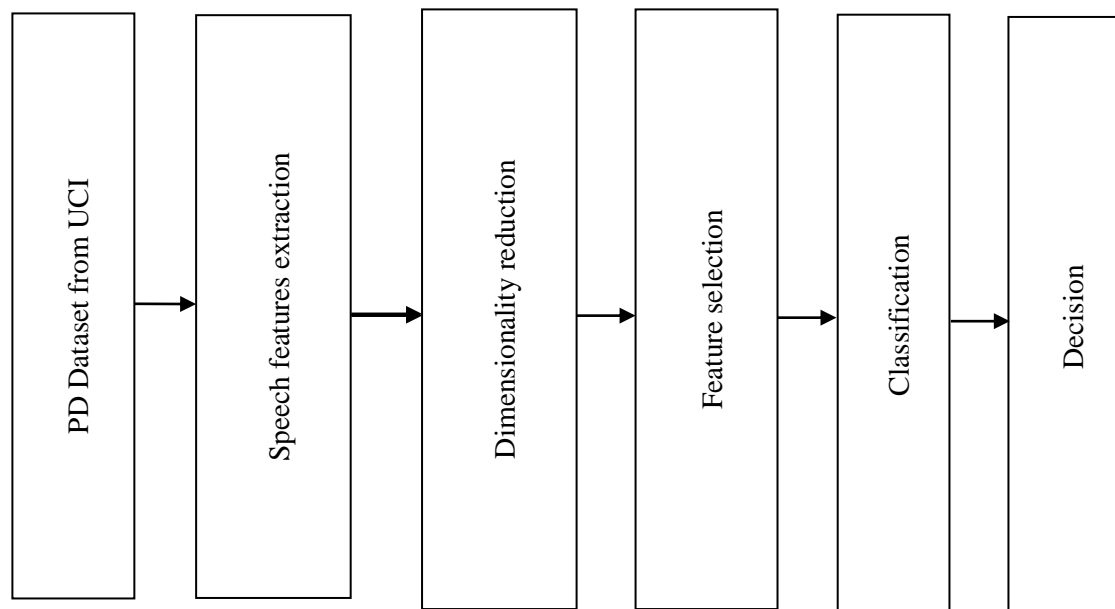 PD Dataset from UCI
Speech features extraction
Dimensionality reduction
Feature selection
Classification
Decision